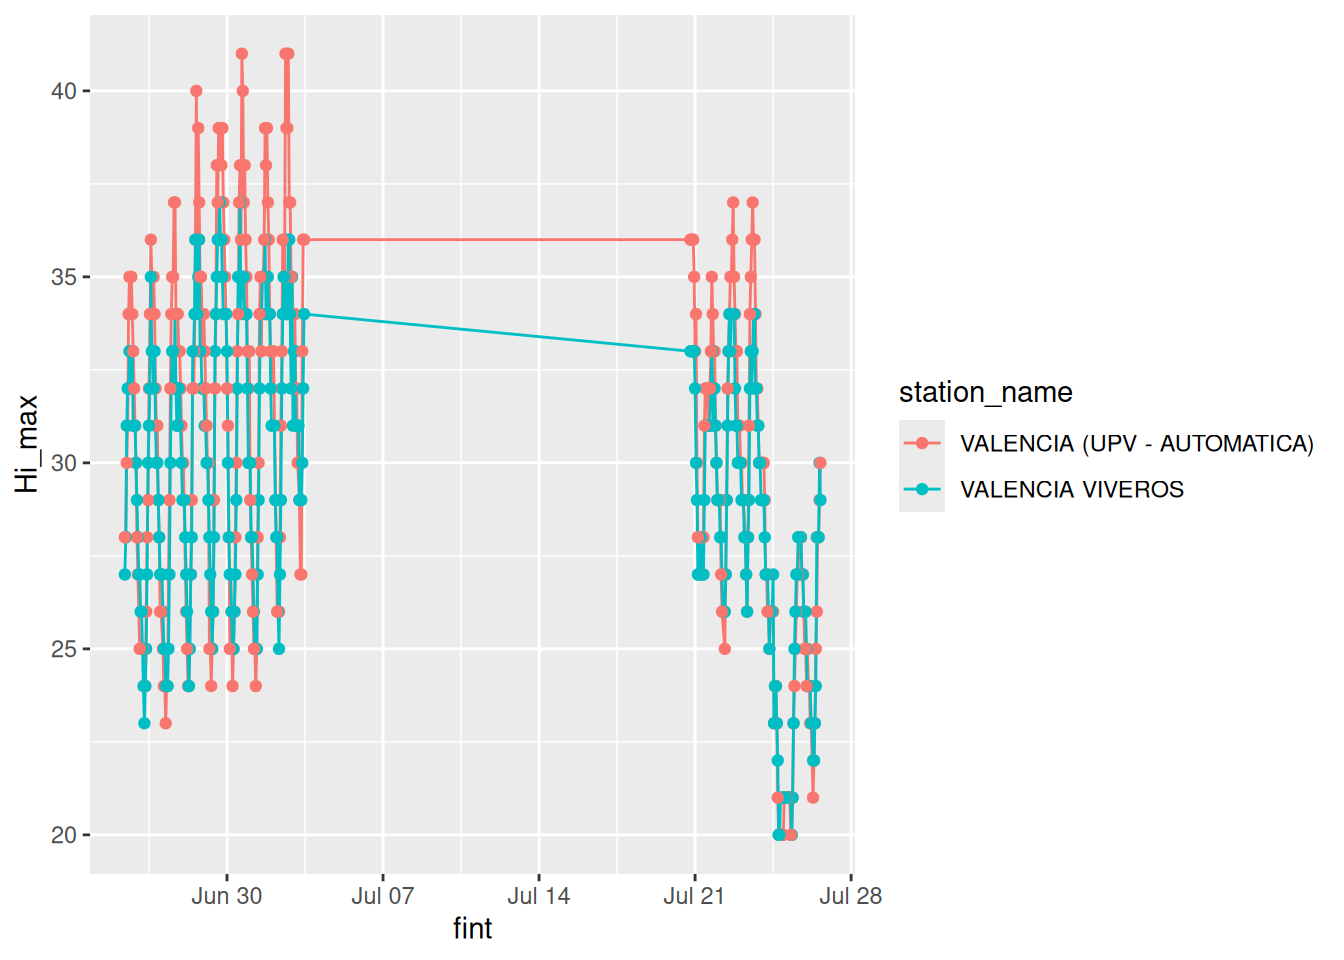 40
35
30
25
20
Hi_max
Jun 30
Jul 07
Jul 14
Jul 21
Jul 28
fint
station_name
VALENCIA (UPV - AUTOMATICA)
VALENCIA VIVEROS